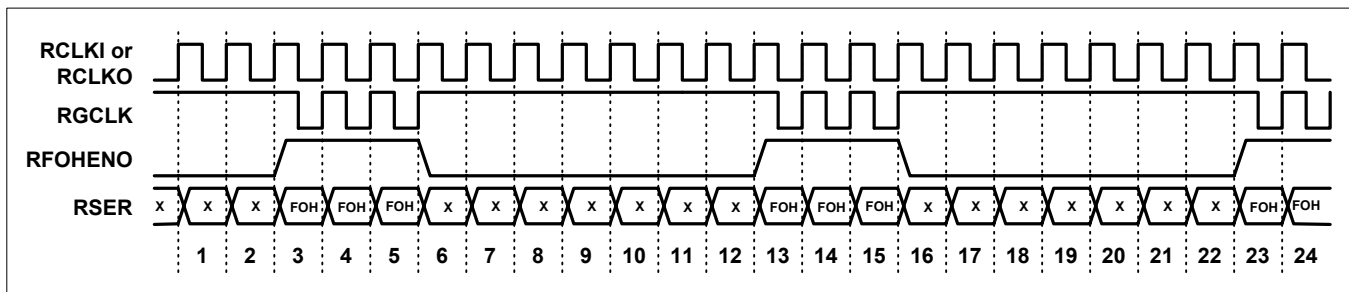 RCLKI or
RCLKO
RGCLK
RFOHENO
RSER X X X FOH FOH FOH X X X X X X X FOH FOH FOH X X X X X X X FOH FOH
1 2 3 4 5 6 7 8 9 10 11 12 13 14 15 16 17 18 19 20 21 22 23 24